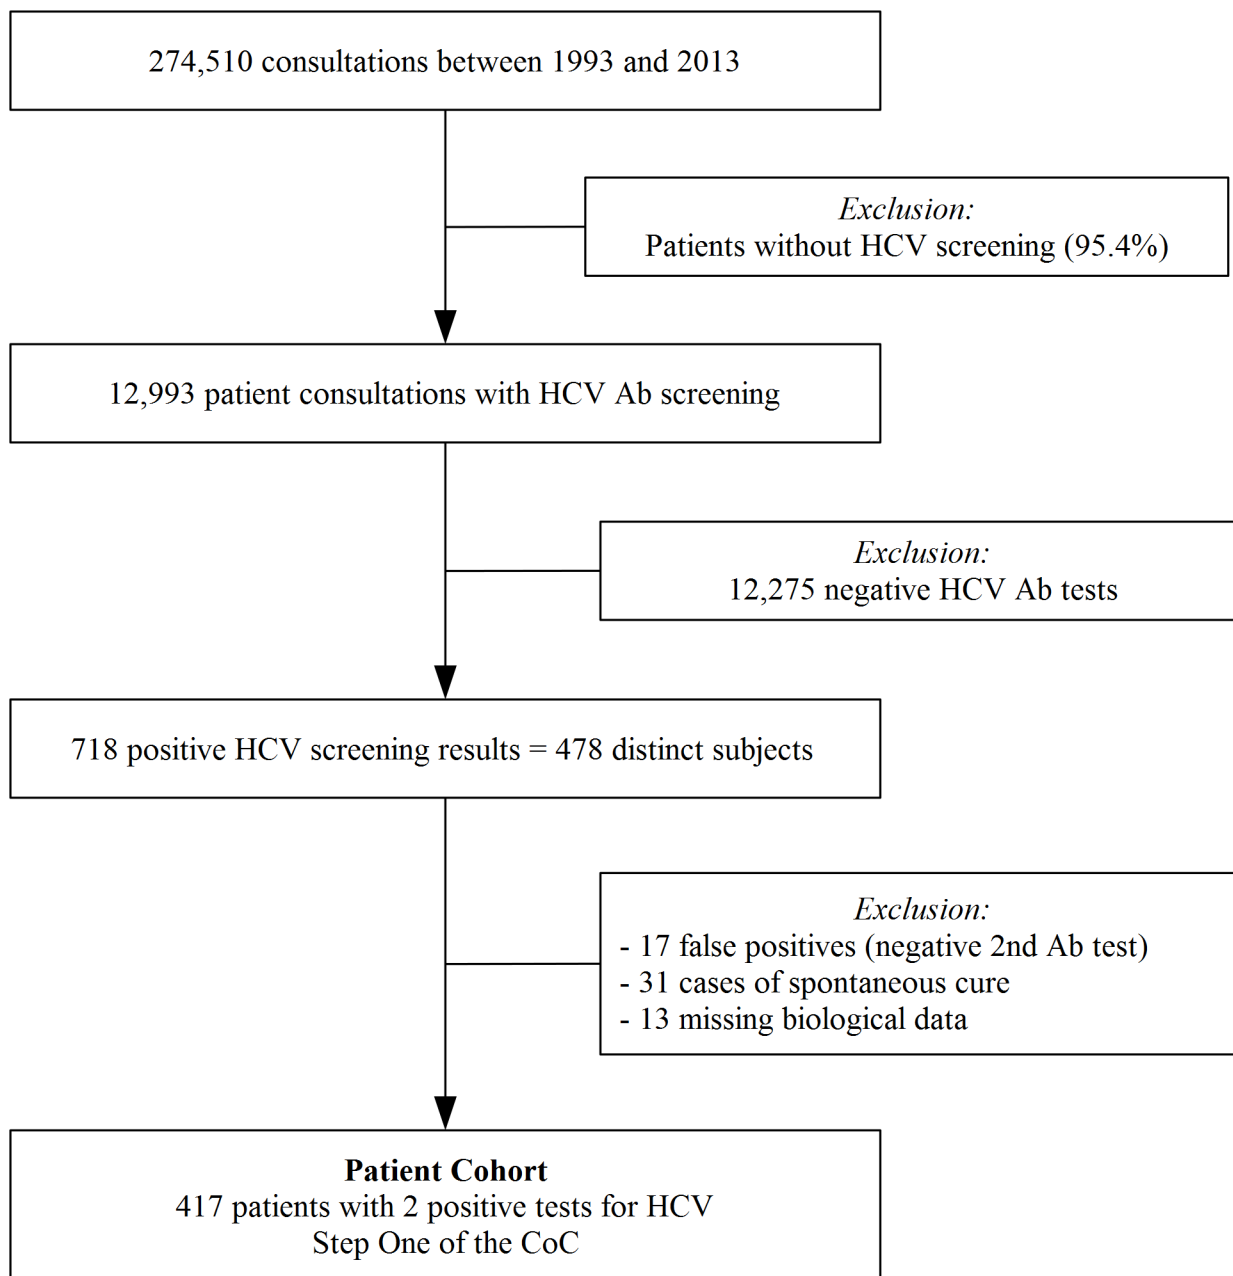 274,510 consultations between 1993 and 2013
Exclusion:
Patients without HCV screening (95.4%)
12,993 patient consultations with HCV Ab screening
Exclusion:
12,275 negative HCV Ab tests
718 positive HCV screening results = 478 distinct subjects
Exclusion:
- 17 false positives (negative 2nd Ab test)
- 31 cases of spontaneous cure
- 13 missing biological data
Patient Cohort
417 patients with 2 positive tests for HCV
Step One of the CoC